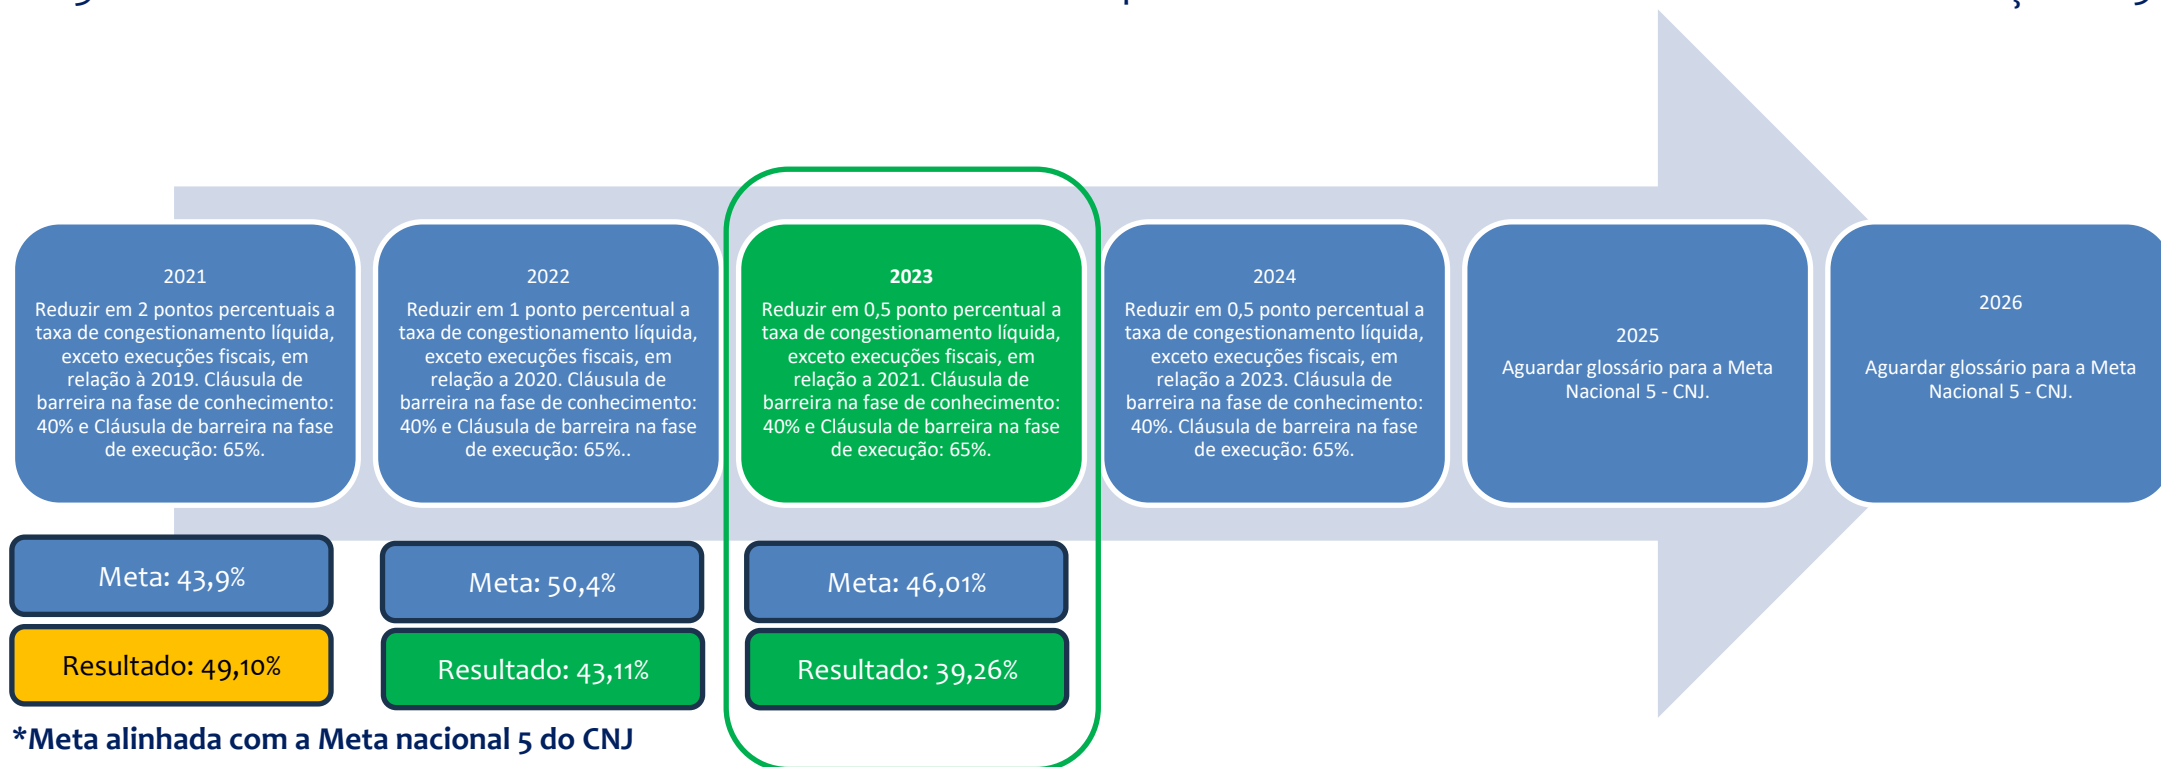 2021
Reduzir em 2 pontos percentuais a
taxa de congestionamento líquida,
exceto execuções fiscais, em
relação à 2019. Cláusula de
barreira na fase de conhecimento:
40% e Cláusula de barreira na fase
de execução: 65%.
2022
Reduzir em 1 ponto percentual a
taxa de congestionamento líquida,
exceto execuções fiscais, em
relação a 2020. Cláusula de
barreira na fase de conhecimento:
40% e Cláusula de barreira na fase
de execução: 65%..
2023
Reduzir em 0,5 ponto percentual a
taxa de congestionamento líquida,
exceto execuções fiscais, em
relação a 2021. Cláusula de
barreira na fase de conhecimento:
40% e Cláusula de barreira na fase
de execução: 65%.
2024
Reduzir em 0,5 ponto percentual a
taxa de congestionamento líquida,
exceto execuções fiscais, em
relação a 2023. Cláusula de
barreira na fase de conhecimento:
40%. Cláusula de barreira na fase
de execução: 65%.
2025
Aguardar glossário para a Meta
Nacional 5 - CNJ.
2026
Aguardar glossário para a Meta
Nacional 5 - CNJ.
Meta: 43,9%
Meta: 50,4%
Meta: 46,01%
Resultado: 49,10%
Resultado: 43,11%
Resultado: 39,26%
*Meta alinhada com a Meta nacional 5 do CNJ